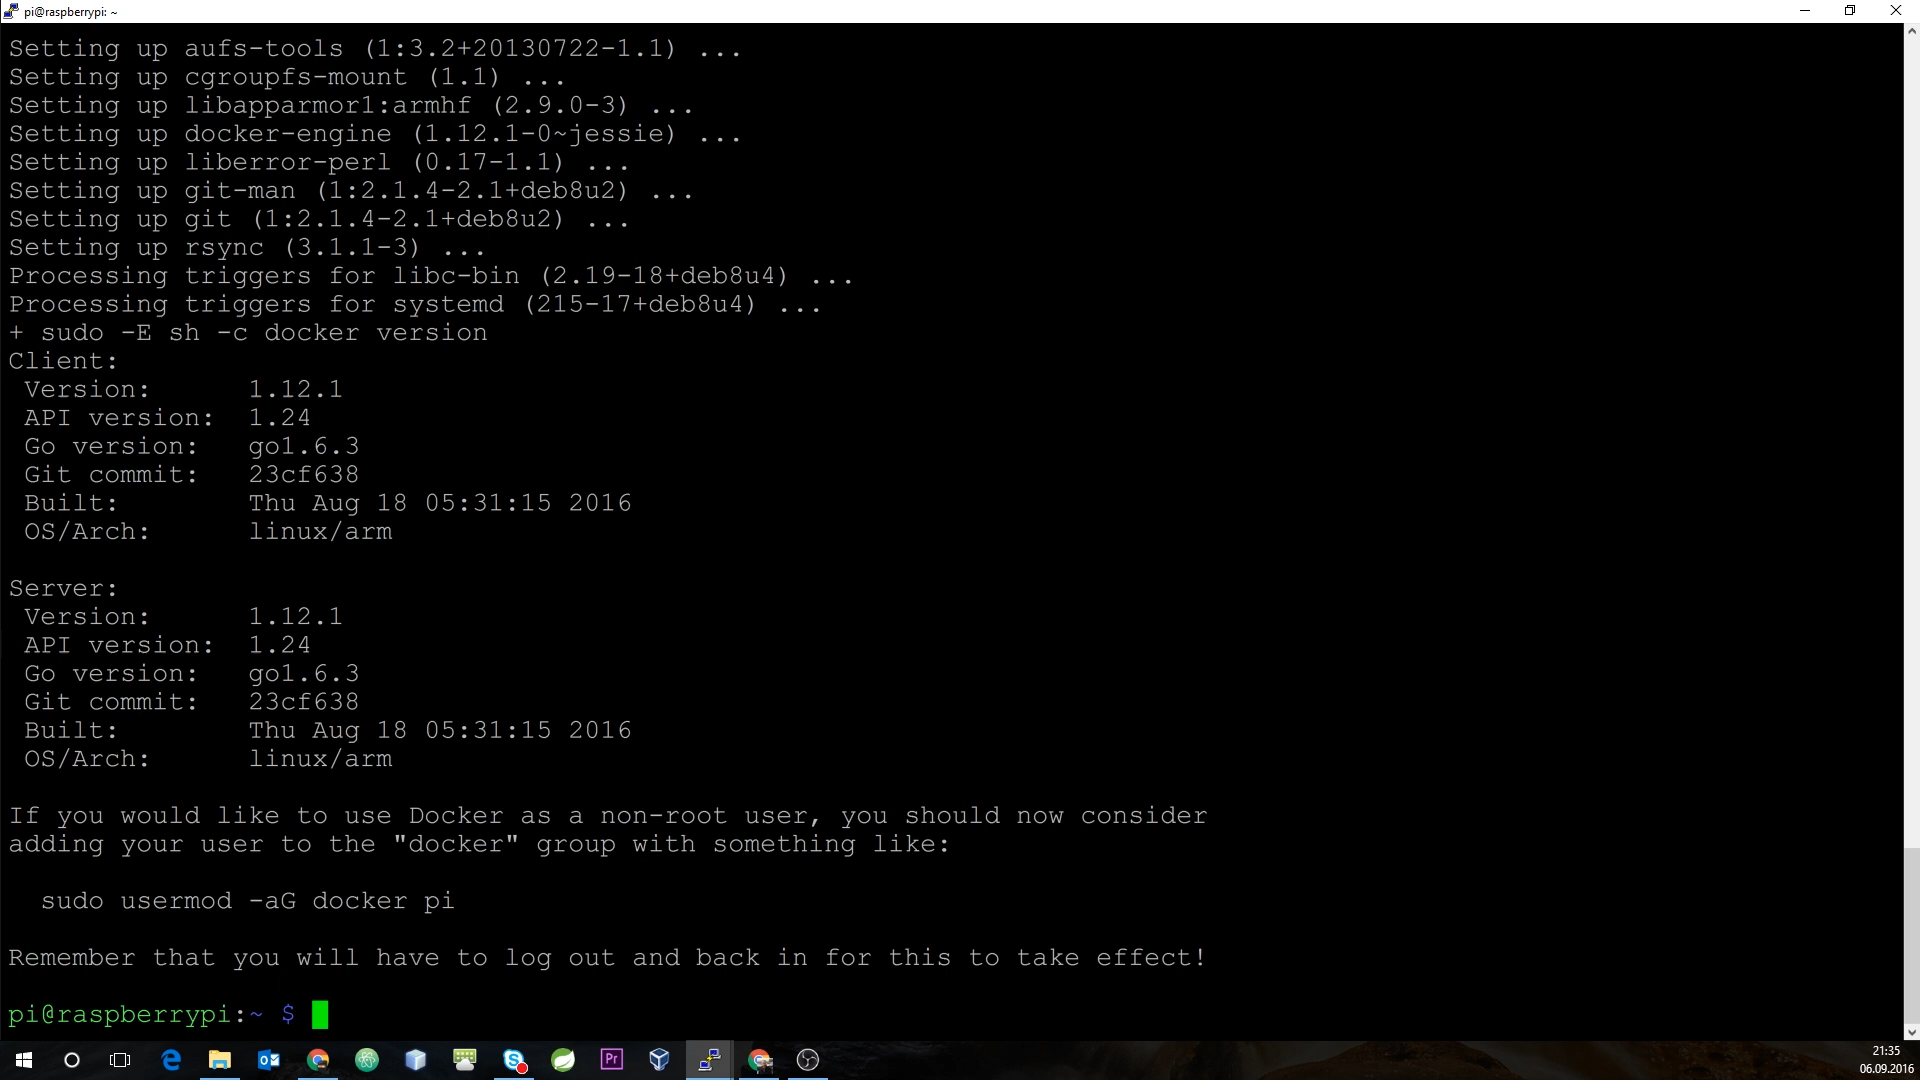 pi@raspberrypi: ~
Setting up aufs-tools (1:3.2+20130722-1.1) ...
Setting up cgroupfs-mount (1.1) ...
Setting up libapparmor1:armhf (2.9.0-3) ...
Setting up docker-engine (1.12.1-0~jessie) ...
Setting up liberror-perl (0.17-1.1) ...
Setting up git-man (1:2.1.4-2.1+deb8u2) ...
Setting up git (1:2.1.4-2.1+deb8u2) ...
Setting up rsync (3.1.1-3) ...
Processing triggers for libc-bin (2.19-18+deb8u4) ...
Processing triggers for systemd (215-17+deb8u4) ...
+ sudo -E sh -c docker version
Client:
 Version:      1.12.1
 API version:  1.24
 Go version:   go1.6.3
 Git commit:   23cf638
 Built:        Thu Aug 18 05:31:15 2016
 OS/Arch:      linux/arm

Server:
 Version:      1.12.1
 API version:  1.24
 Go version:   go1.6.3
 Git commit:   23cf638
 Built:        Thu Aug 18 05:31:15 2016
 OS/Arch:      linux/arm

If you would like to use Docker as a non-root user, you should now consider
adding your user to the "docker" group with something like:

  sudo usermod -aG docker pi

Remember that you will have to log out and back in for this to take effect!

pi@raspberrypi:~ $
Pr
21:35
06.09.2016